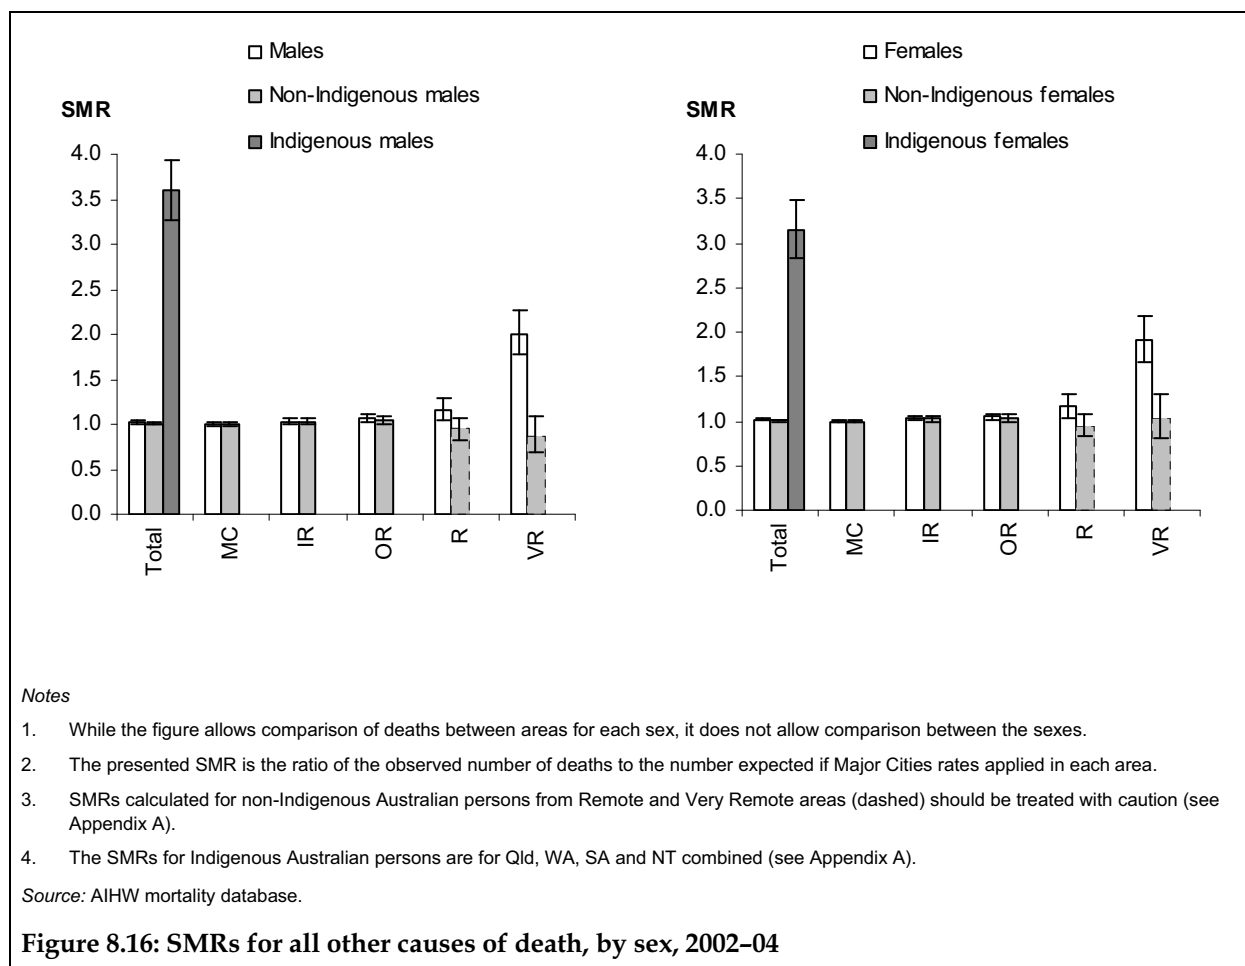 Males
Non-Indigenous males
Indigenous males
SMR
4.0
3.5
3.0
2.5
2.0
1.5
1.0
0.5
0.0
Total
MC
IR
OR
R
VR
Females
Non-Indigenous females
Indigenous females
SMR
4.0
3.5
3.0
2.5
2.0
1.5
1.0
0.5
0.0
Total
MC
IR
OR
R
VR
Notes
1. While the figure allows comparison of deaths between areas for each sex, it does not allow comparison between the sexes.
2. The presented SMR is the ratio of the observed number of deaths to the number expected if Major Cities rates applied in each area.
3. SMRs calculated for non-Indigenous Australian persons from Remote and Very Remote areas (dashed) should be treated with caution (see
Appendix A).
4. The SMRs for Indigenous Australian persons are for Qld, WA, SA and NT combined (see Appendix A).
Source: AIHW mortality database.
Figure 8.16: SMRs for all other causes of death, by sex, 2002–04